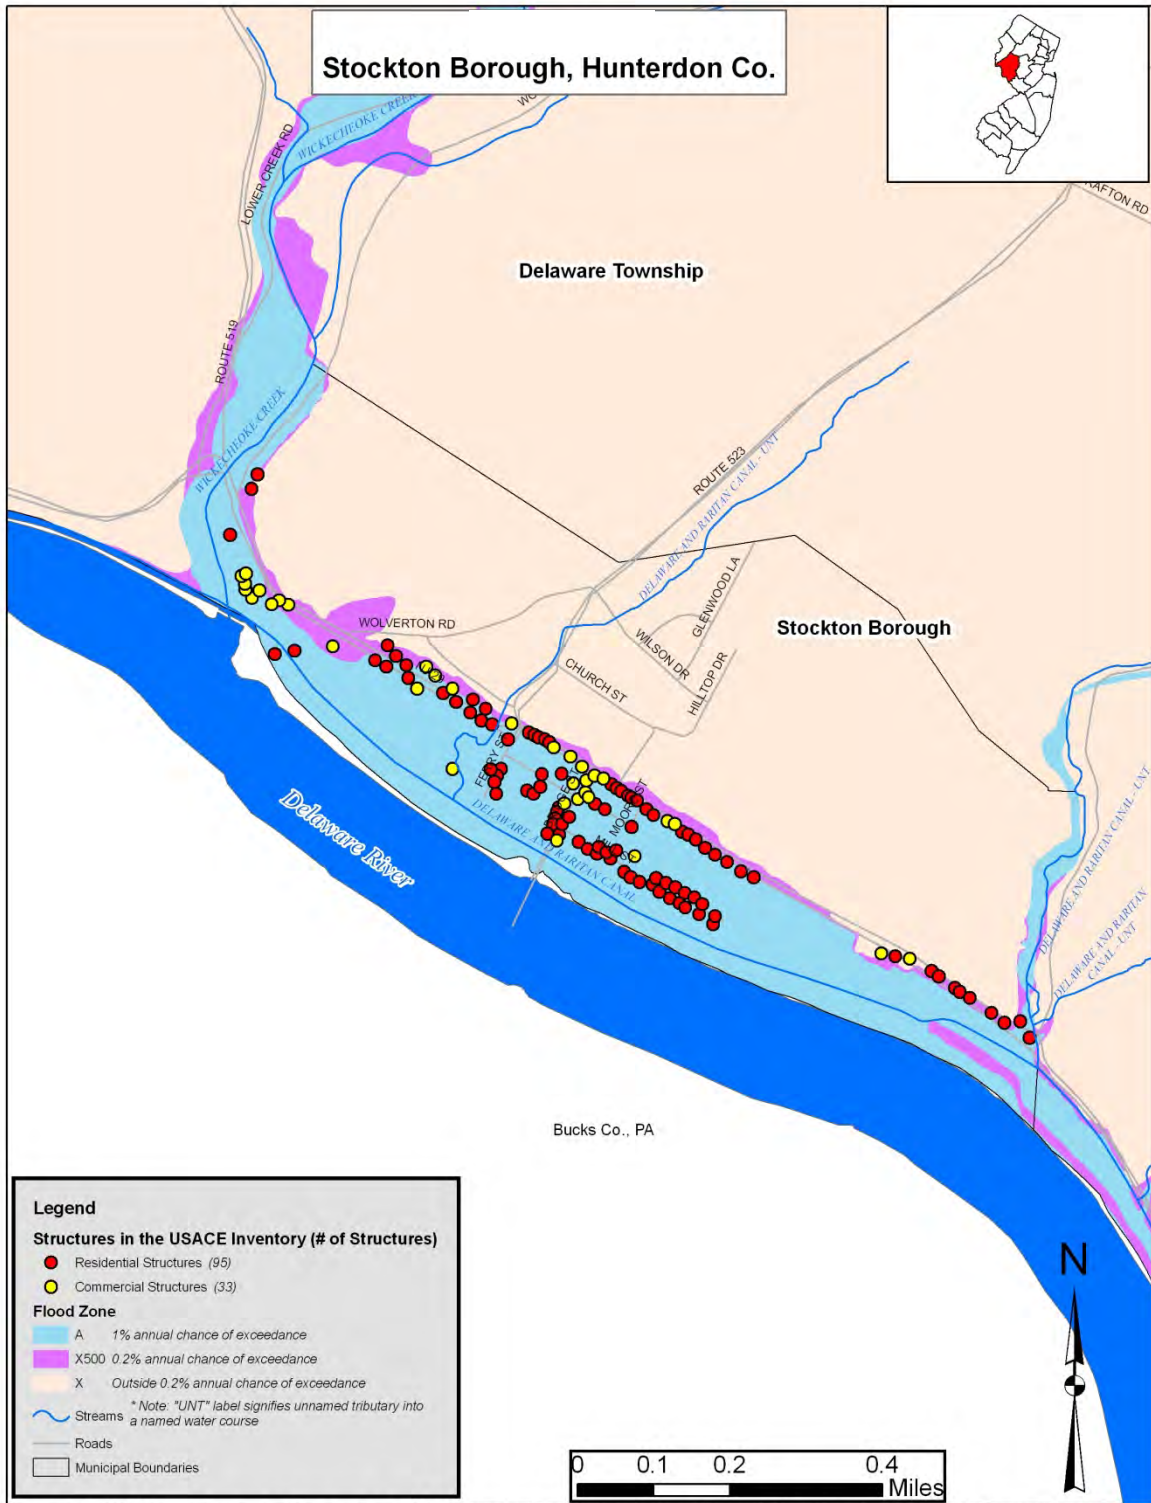 Stockton Borough, Hunterdon Co.
WICKECHEOKE CREEK
LOWER CREEK RD
RAFTON RD
Delaware Township
ROUTE 519
WICKECHEOKE CREEK
ROUTE 523
DELAWARE AND RARITAN CANAL - UNT
GLENWOOD LA
WOLVERTON RD
WILSON DR
Stockton Borough
CHURCH ST
HILLTOP DR
FERRY ST
MOORE ST
DELAWARE AND RARITAN CANAL
Delaware River
DELAWARE AND RARITAN CANAL - UNT
DELAWARE AND RARITAN
CANAL - UNT
Bucks Co., PA
Legend
Structures in the USACE Inventory (# of Structures)
Residential Structures (95)
Commercial Structures (33)
Flood Zone
A 1% annual chance of exceedance
X500 0.2% annual chance of exceedance
X Outside 0.2% annual chance of exceedance
Streams * Note: "UNT" label signifies unnamed tributary into
a named water course
Roads
Municipal Boundaries
N
0 0.1 0.2 0.4
Miles